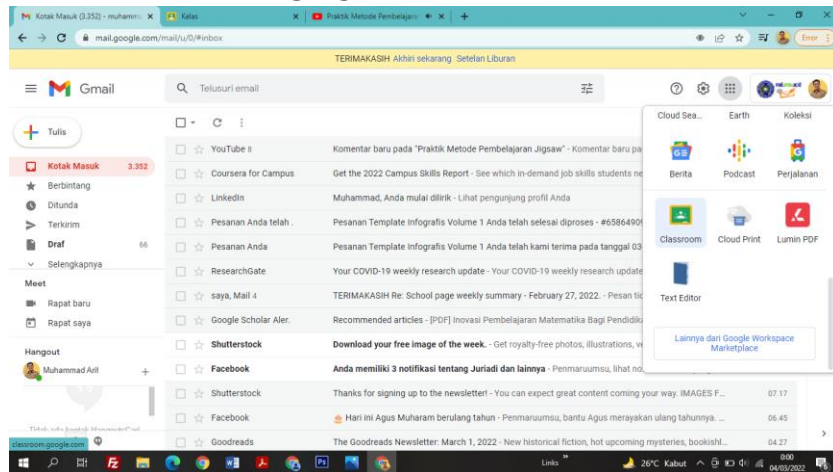 Kotak Masuk (3.352) - muhamm
Kelas
Praktik Metode Pembelajara
mail.google.com/mail/u/0/#inbox
Error
TERIMAKASIH Akhiri sekarang Setelan Liburan
Gmail
Telusuri email
Tulis
Kotak Masuk 3.352
Berbintang
Ditunda
Terkirim
Draf 66
Selengkapnya
Meet
Rapat baru
Rapat saya
Hangout
Muhammad Arif
classroom.google.com
YouTube 8 Komentar baru pada "Praktik Metode Pembelajaran Jigsaw" - Komentar baru pa
Coursera for Campus Get the 2022 Campus Skills Report - See which in-demand job skills students ne
LinkedIn Muhammad, Anda mulai dilirik - Lihat pengunjung profil Anda
Pesanan Anda telah . Pesanan Template Infografis Volume 1 Anda telah selesai diproses - #6586490
Pesanan Anda Pesanan Template Infografis Volume 1 Anda telah kami terima pada tanggal 03
ResearchGate Your COVID-19 weekly research update - Your COVID-19 weekly research update
saya, Mail 4 TERIMAKASIH Re: School page weekly summary - February 27, 2022. - Pesan tic
Google Scholar Aler. Recommended articles - [PDF] Inovasi Pembelajaran Matematika Bagi Pendidik
Shutterstock Download your free image of the week. - Get royalty-free photos, illustrations, v
Facebook Anda memiliki 3 notifikasi tentang Juriadi dan lainnya - Penmaruumsu, lihat no
Shutterstock Thanks for signing up to the newsletter! - You can expect great content coming your way. IMAGES F... 07.17
Facebook Hari ini Agus Muharam berulang tahun - Penmaruumsu, bantu Agus merayakan ulang tahunnya. ... 06.45
Goodreads The Goodreads Newsletter: March 1, 2022 - New historical fiction, hot upcoming mysteries, bookishl... 04.27
Cloud Sea... Earth Koleksi
Berita Podcast Perjalanan
Classroom Cloud Print Lumin PDF
Text Editor
Lainnya dari Google Workspace
Marketplace
Links
26°C Kabut
0:00
04/03/2022